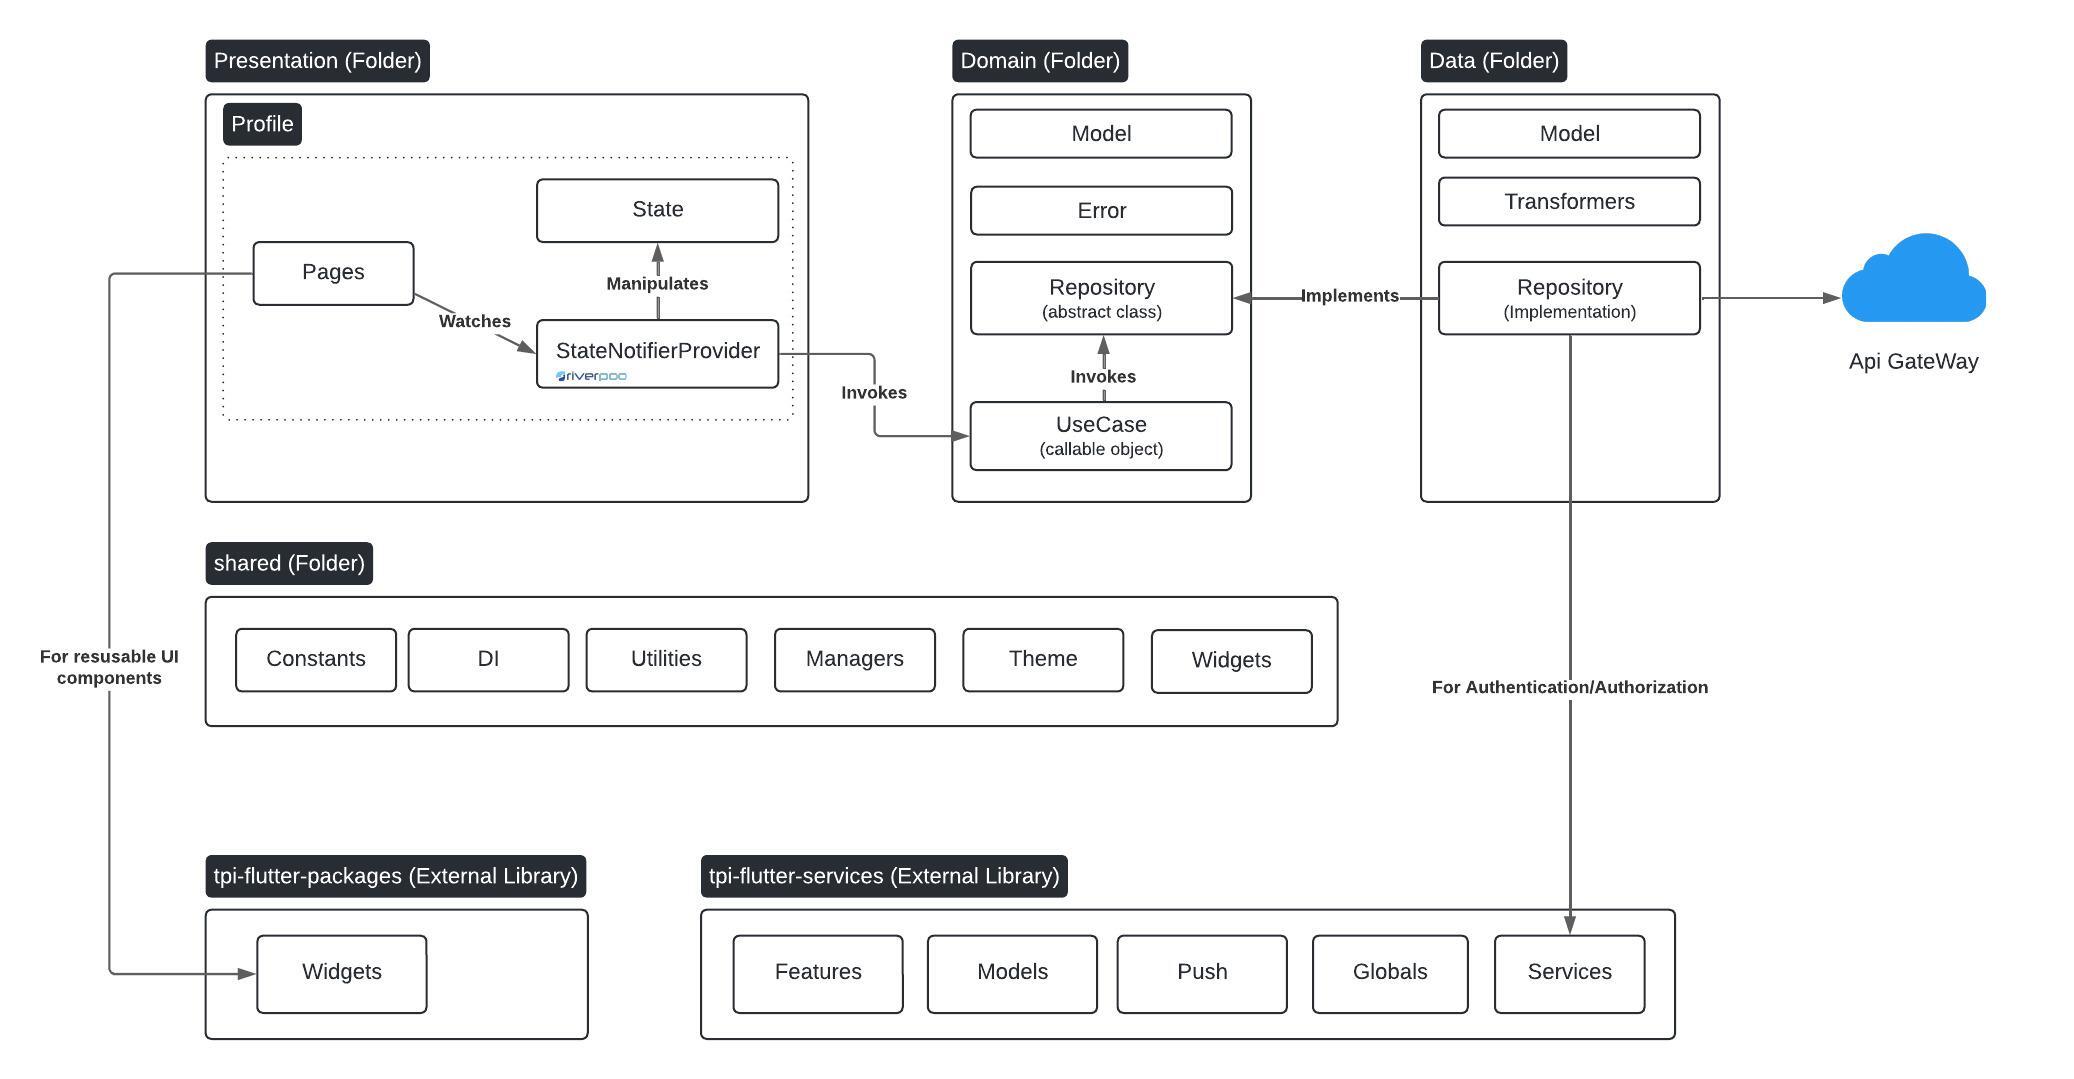 Presentation (Folder)
Domain (Folder)
Data (Folder)
Profile
State
Pages
Manipulates
Watches
StateNotifierProvider
riverpoo
Invokes
Model
Error
Repository
(abstract class)
Invokes
UseCase
(callable object)
Implements
Model
Transformers
Repository
(Implementation)
Api GateWay
shared (Folder)
Constants
DI
Utilities
Managers
Theme
Widgets
For resusable UI
components
For Authentication/Authorization
tpi-flutter-packages (External Library)
Widgets
tpi-flutter-services (External Library)
Features
Models
Push
Globals
Services